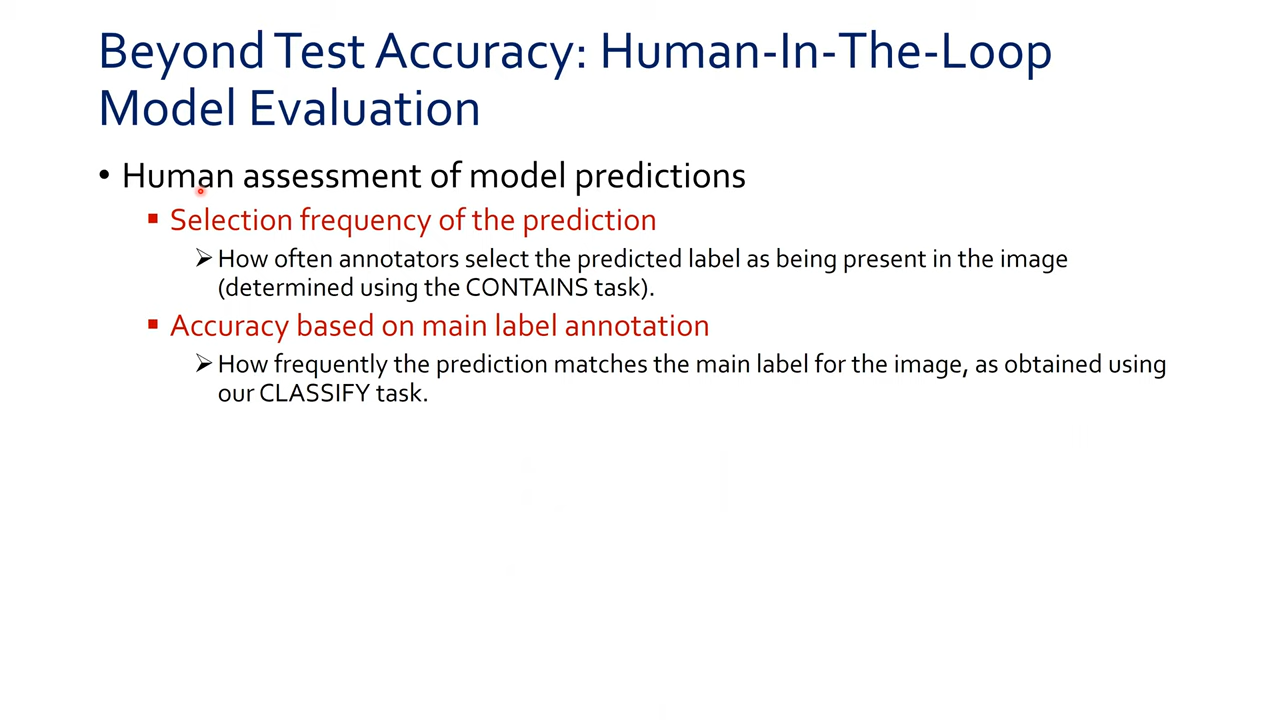 Beyond Test Accuracy: Human-In-The-Loop
Model Evaluation
• Human assessment of model predictions
▪ Selection frequency of the prediction
➢ How often annotators select the predicted label as being present in the image
(determined using the CONTAINS task).
▪ Accuracy based on main label annotation
➢ How frequently the prediction matches the main label for the image, as obtained using
our CLASSIFY task.